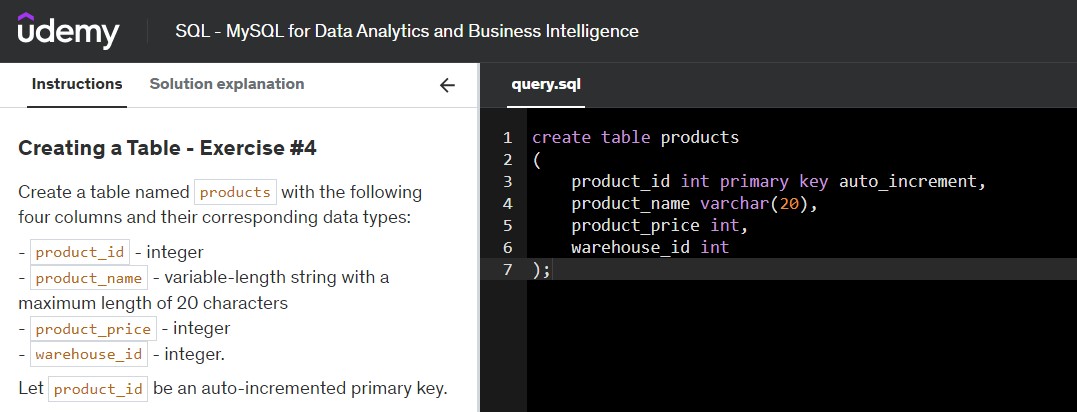 ûdemy
SQL - MySQL for Data Analytics and Business Intelligence
Instructions
Solution explanation
Creating a Table - Exercise #4
Create a table named products with the following
four columns and their corresponding data types:
- product_id - integer
- product_name - variable-length string with a
maximum length of 20 characters
- product_price - integer
- warehouse_id - integer.
Let product_id be an auto-incremented primary key.
query.sql
1 create table products
2 (
3 product_id int primary key auto_increment,
4 product_name varchar(20),
5 product_price int,
6 warehouse_id int
7 );